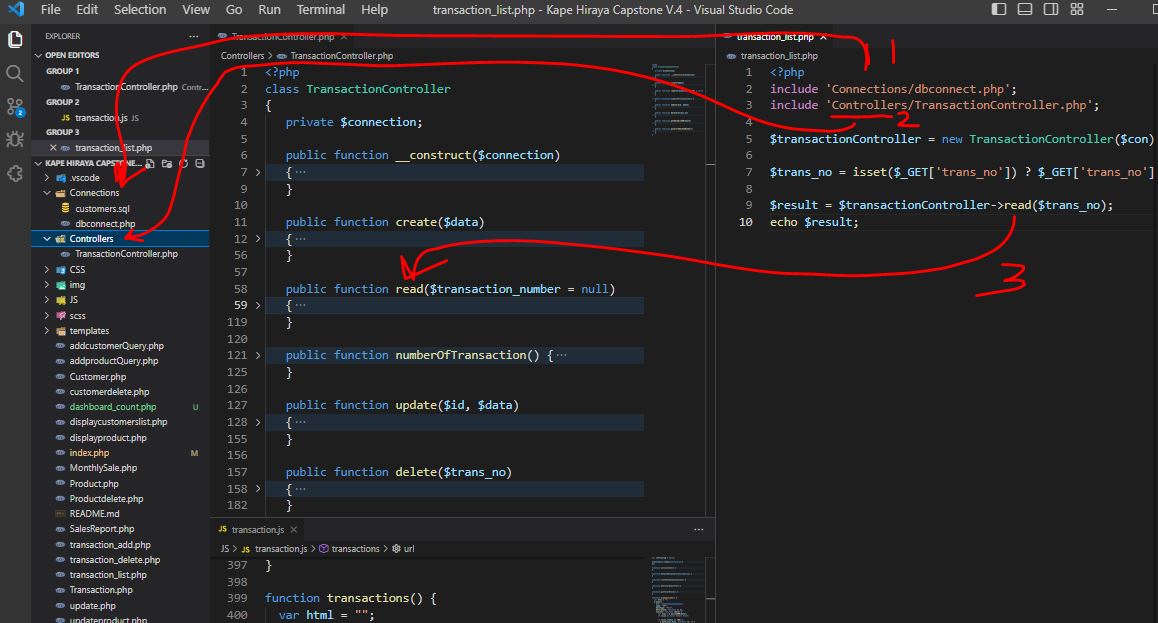 File Edit Selection View Go Run Terminal Help transaction_list.php - Kape Hiraya Capstone V.4 - Visual Studio Code
EXPLORER
OPEN EDITORS
GROUP 1
TransactionController.php Contr...
GROUP 2
transaction.js JS
GROUP 3
transaction_list.php
KAPE HIRAYA CAPSTONE...
.vscode
Connections
customers.sql
dbconnect.php
Controllers
TransactionController.php
CSS
img
JS
scss
templates
addcustomerQuery.php
addproductQuery.php
Customer.php
customerdelete.php
dashboard_count.php U
displaycustomerslist.php
displayproduct.php
index.php M
MonthlySale.php
Product.php
Productdelete.php
README.md
SalesReport.php
transaction_add.php
transaction_delete.php
transaction_list.php
Transaction.php
update.php
updateproduct.php
2
TransactionController.php
Controllers > TransactionController.php
1 <?php
2 class TransactionController
3 {
4 private $connection;
5
6 public function __construct($connection)
7 { ...
9 }
10
11 public function create($data)
12 { ...
56 }
57
58 public function read($transaction_number = null)
59 { ...
119 }
120
121 public function numberOfTransaction() { ...
125 }
126
127 public function update($id, $data)
128 { ...
155 }
156
157 public function delete($trans_no)
158 { ...
182 }
JS transaction.js
JS > JS transaction.js > transactions > url
397 }
398
399 function transactions() {
400 var html = "";
transaction_list.php
transaction_list.php
1 <?php
2 include 'Connections/dbconnect.php';
3 include 'Controllers/TransactionController.php';
4
5 $transactionController = new TransactionController($con)
6
7 $trans_no = isset($_GET['trans_no']) ? $_GET['trans_no']
8
9 $result = $transactionController->read($trans_no);
10 echo $result;
1
2
3